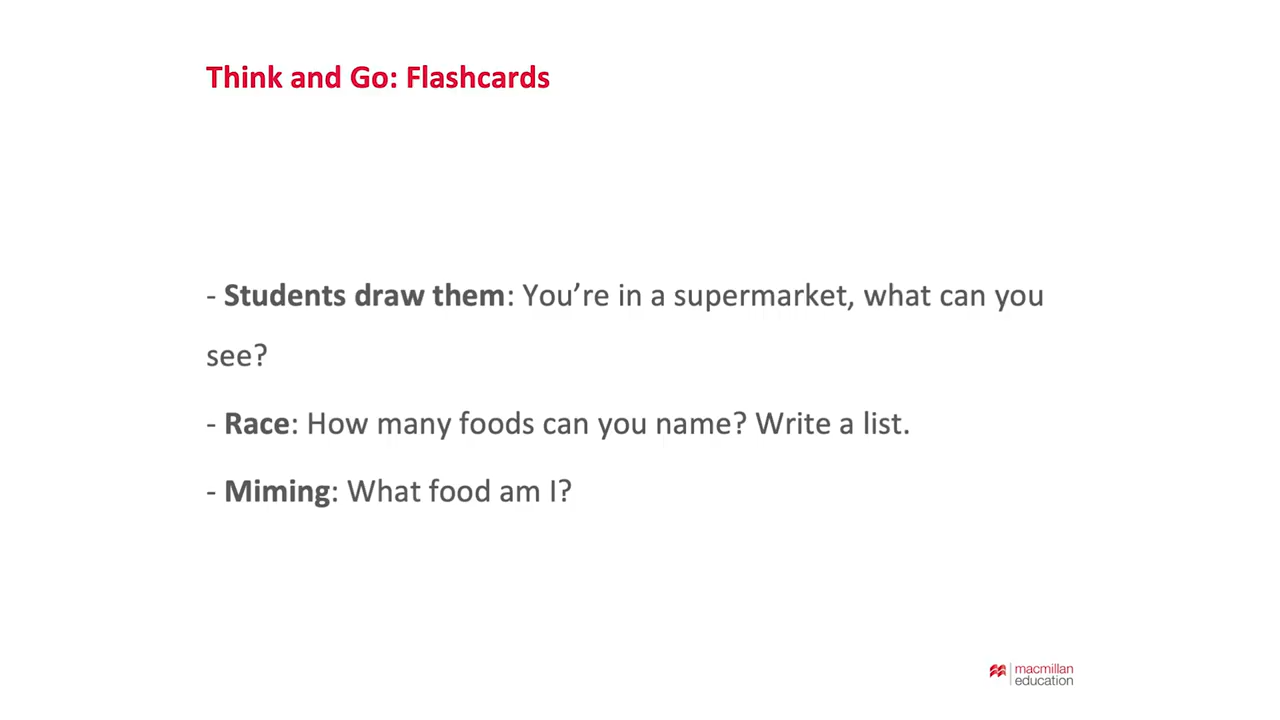 Think and Go: Flashcards
- Students draw them: You’re in a supermarket, what can you
see?
- Race: How many foods can you name? Write a list.
- Miming: What food am I?
macmillan
education